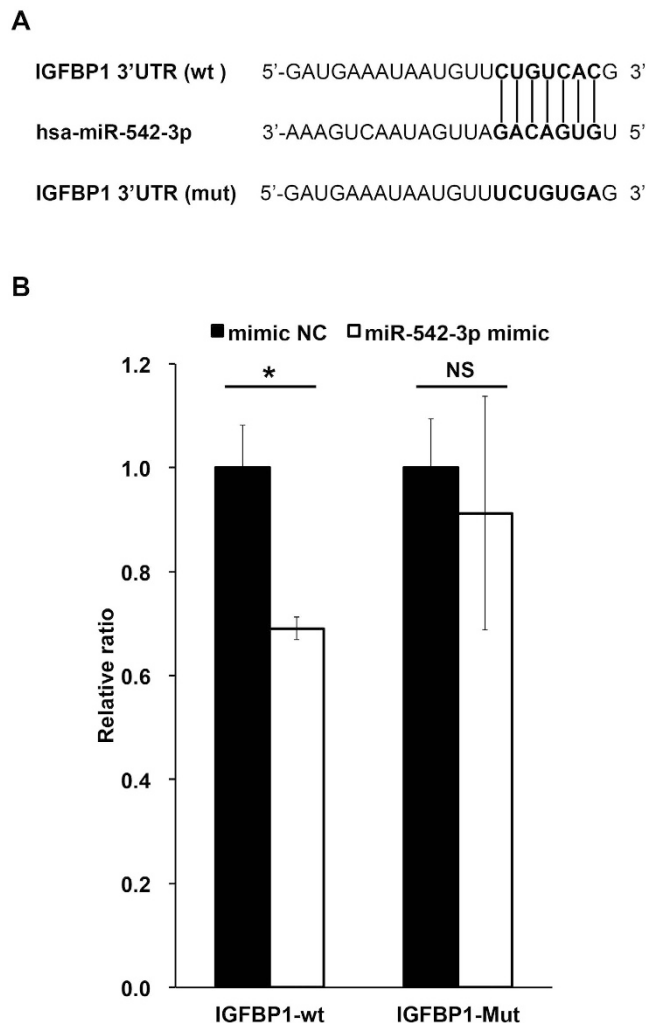 A
IGFBP1 3’UTR (wt ) 5’-GAUGAAAUAAUGUUCUGUCACG 3’
hsa-miR-542-3p 3’-AAAGUCAAUAGUUAGACAGUGU 5’
IGFBP1 3’UTR (mut) 5’-GAUGAAAUAAUGUUUCUGUGAG 3’
B
mimic NC miR-542-3p mimic
1.2
* NS
1.0
0.8
0.6
0.4
0.2
0.0
Relative ratio
IGFBP1-wt IGFBP1-Mut